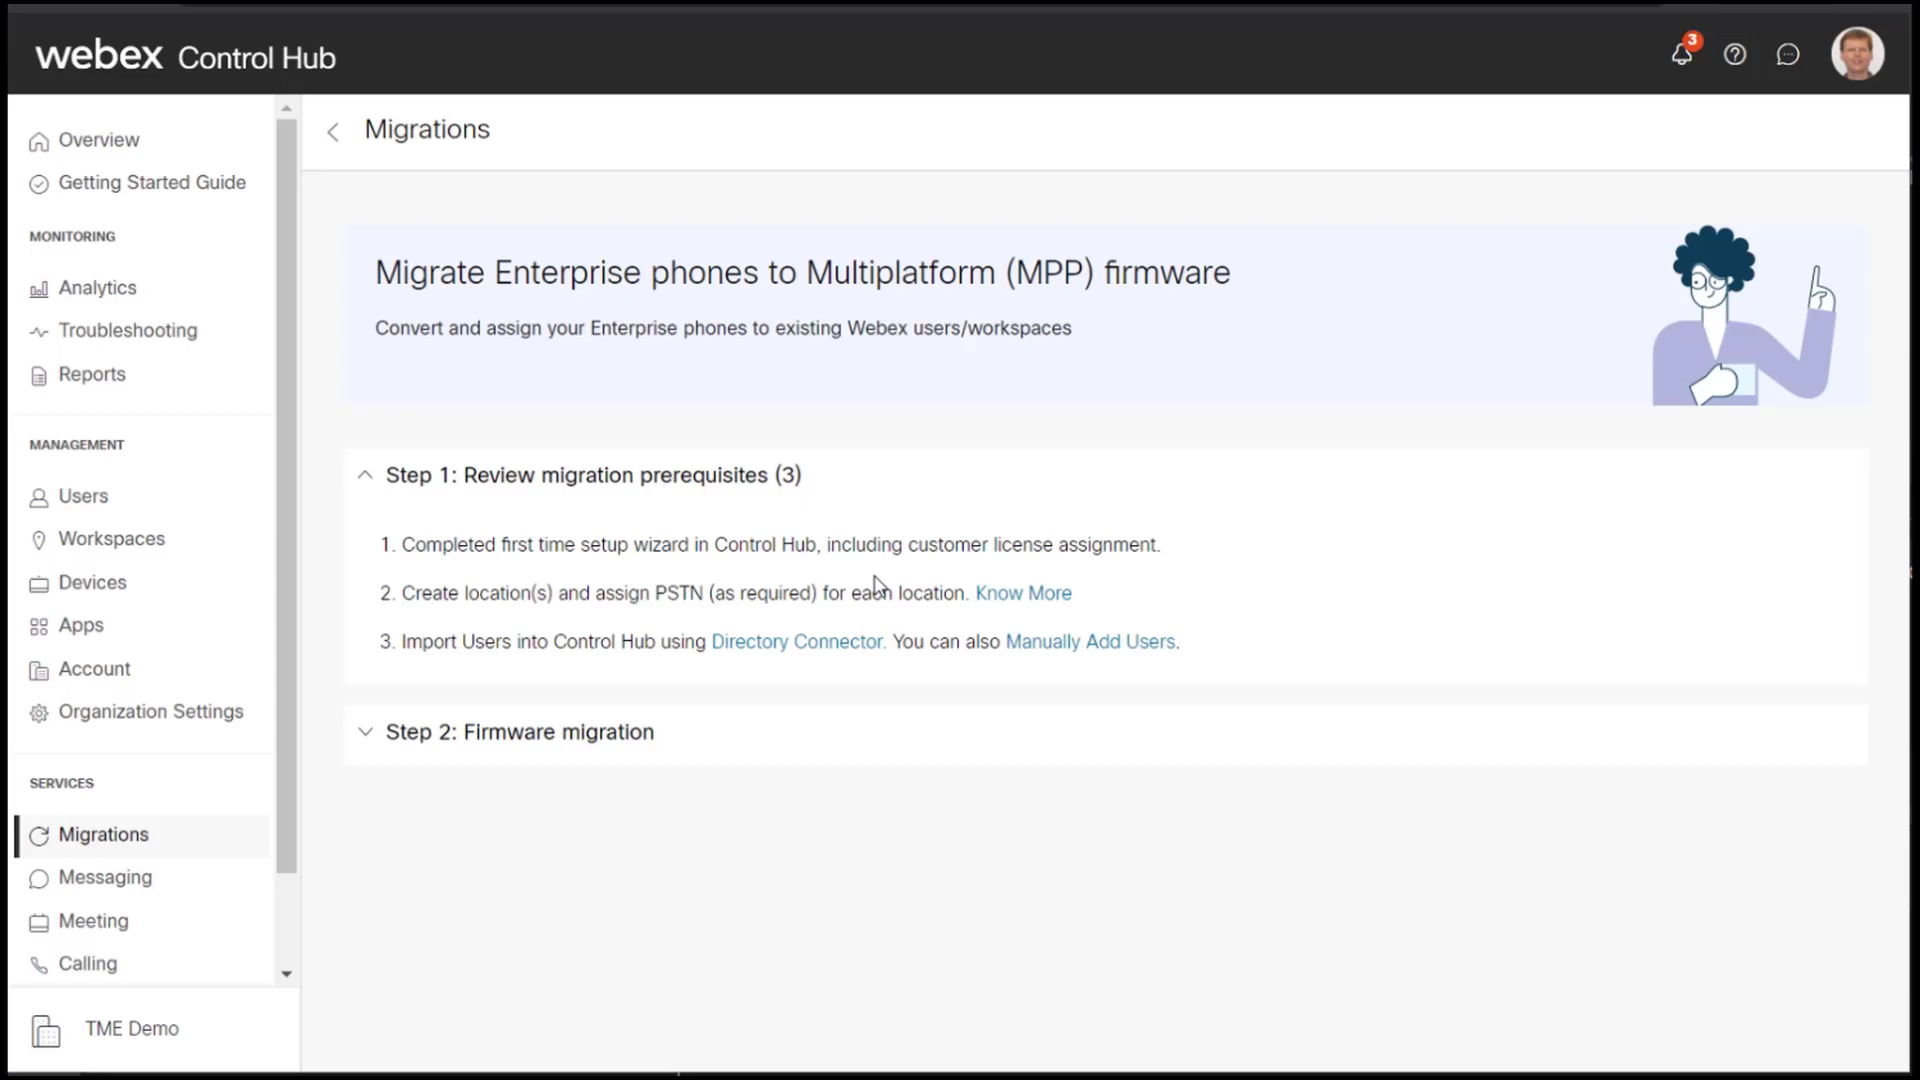 webex Control Hub
3
Overview
Getting Started Guide
MONITORING
Analytics
Troubleshooting
Reports
MANAGEMENT
Users
Workspaces
Devices
Apps
Account
Organization Settings
SERVICES
Migrations
Messaging
Meeting
Calling
TME Demo
Migrations
Migrate Enterprise phones to Multiplatform (MPP) firmware
Convert and assign your Enterprise phones to existing Webex users/workspaces
Step 1: Review migration prerequisites (3)
1. Completed first time setup wizard in Control Hub, including customer license assignment.
2. Create location(s) and assign PSTN (as required) for each location. Know More
3. Import Users into Control Hub using Directory Connector. You can also Manually Add Users.
Step 2: Firmware migration